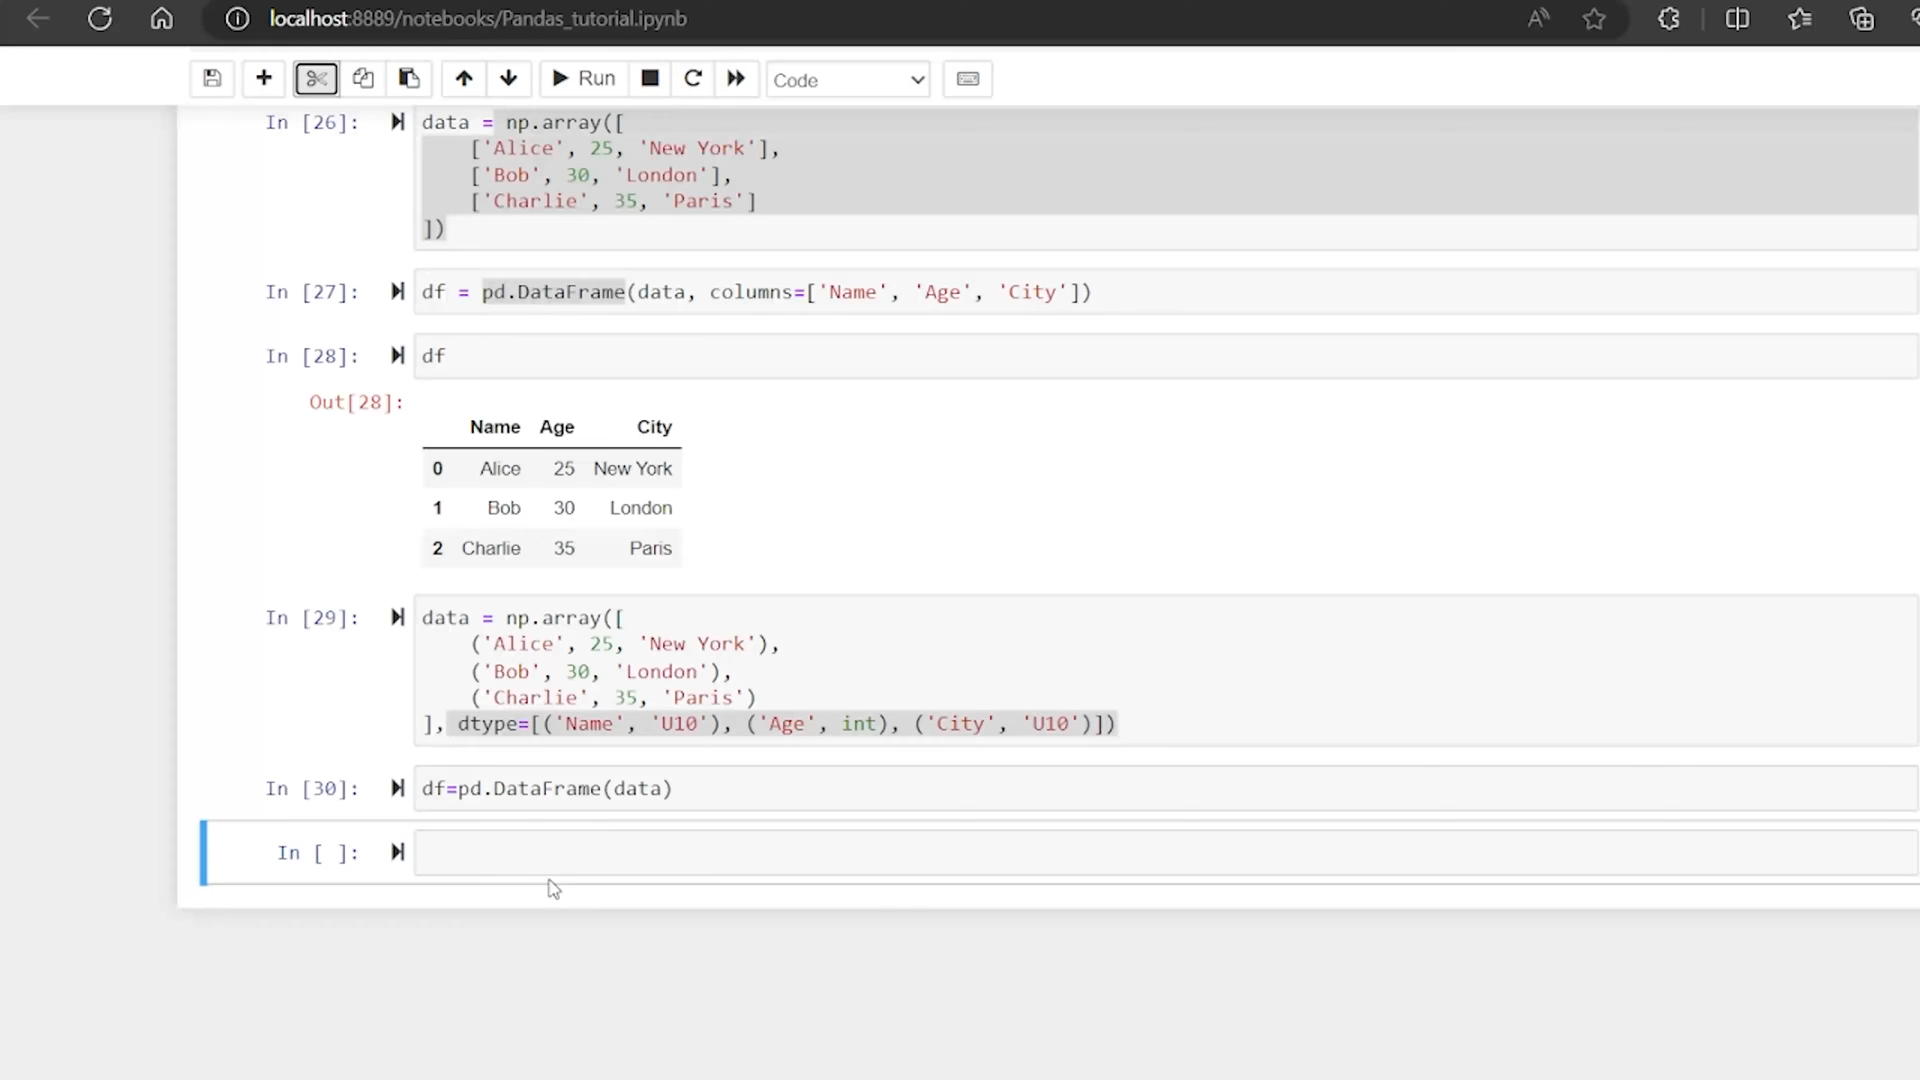 localhost:8889/notebooks/Pandas_tutorial.ipynb
Run
Code
In [26]:
data = np.array([
['Alice', 25, 'New York'],
['Bob', 30, 'London'],
['Charlie', 35, 'Paris']
])
In [27]:
df = pd.DataFrame(data, columns=['Name', 'Age', 'City'])
In [28]:
df
Out[28]:
Name Age City
0 Alice 25 New York
1 Bob 30 London
2 Charlie 35 Paris
In [29]:
data = np.array([
('Alice', 25, 'New York'),
('Bob', 30, 'London'),
('Charlie', 35, 'Paris')
], dtype=[('Name', 'U10'), ('Age', int), ('City', 'U10')])
In [30]:
df=pd.DataFrame(data)
In [ ]: